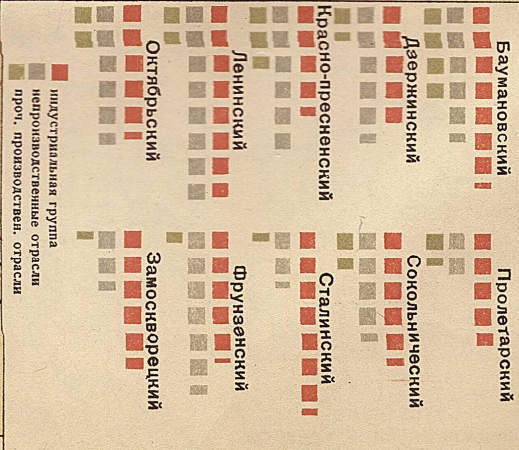 Бауманский
Дзержинский
Красно-пресненский
Ленинский
Октябрьский
Пролетарский
Сокольнический
Сталинский
Фрунзенский
Замоскворецкий
индустриальная группа
непроизводственные отрасли
проч. производствен. отрасли